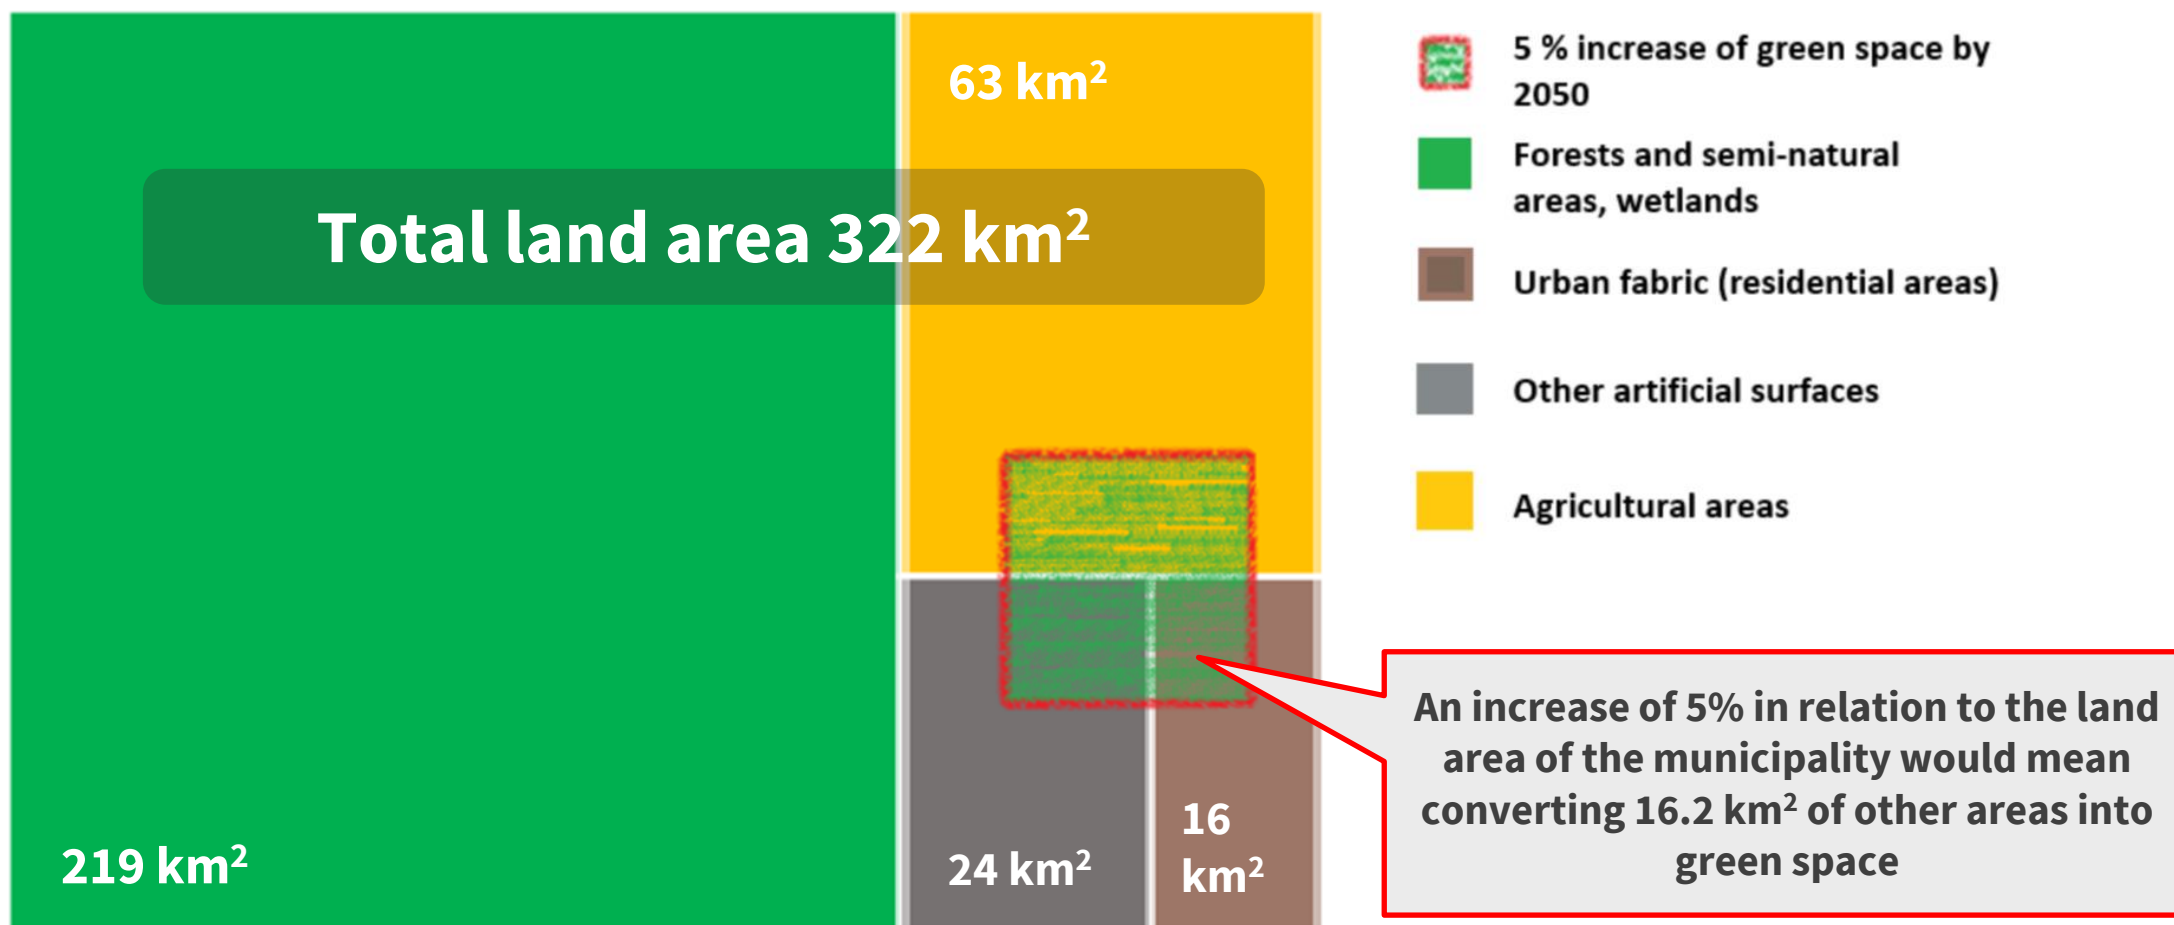 63 km²
Total land area 322 km²
219 km²
24 km²
16
km²
5 % increase of green space by
2050
Forests and semi-natural
areas, wetlands
Urban fabric (residential areas)
Other artificial surfaces
Agricultural areas
An increase of 5% in relation to the land
area of the municipality would mean
converting 16.2 km² of other areas into
green space